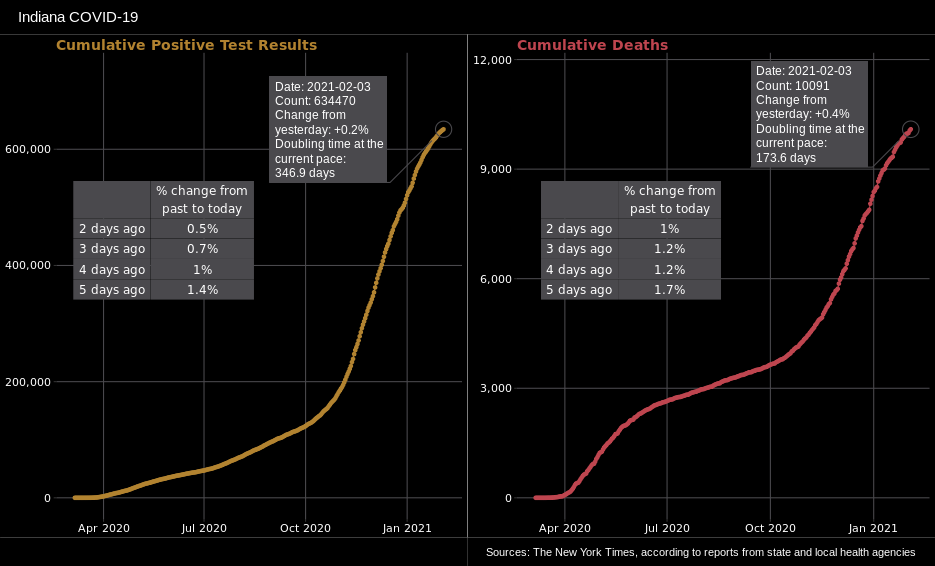 Indiana COVID-19
Cumulative Positive Test Results
Date: 2021-02-03
Count: 634470
Change from
yesterday: +0.2%
Doubling time at the
current pace:
346.9 days
600,000
400,000
200,000
0
% change from
past to today
2 days ago 0.5%
3 days ago 0.7%
4 days ago 1%
5 days ago 1.4%
Apr 2020 Jul 2020 Oct 2020 Jan 2021
Cumulative Deaths
Date: 2021-02-03
Count: 10091
Change from
yesterday: +0.4%
Doubling time at the
current pace:
173.6 days
12,000
9,000
6,000
3,000
0
% change from
past to today
2 days ago 1%
3 days ago 1.2%
4 days ago 1.2%
5 days ago 1.7%
Apr 2020 Jul 2020 Oct 2020 Jan 2021
Sources: The New York Times, according to reports from state and local health agencies